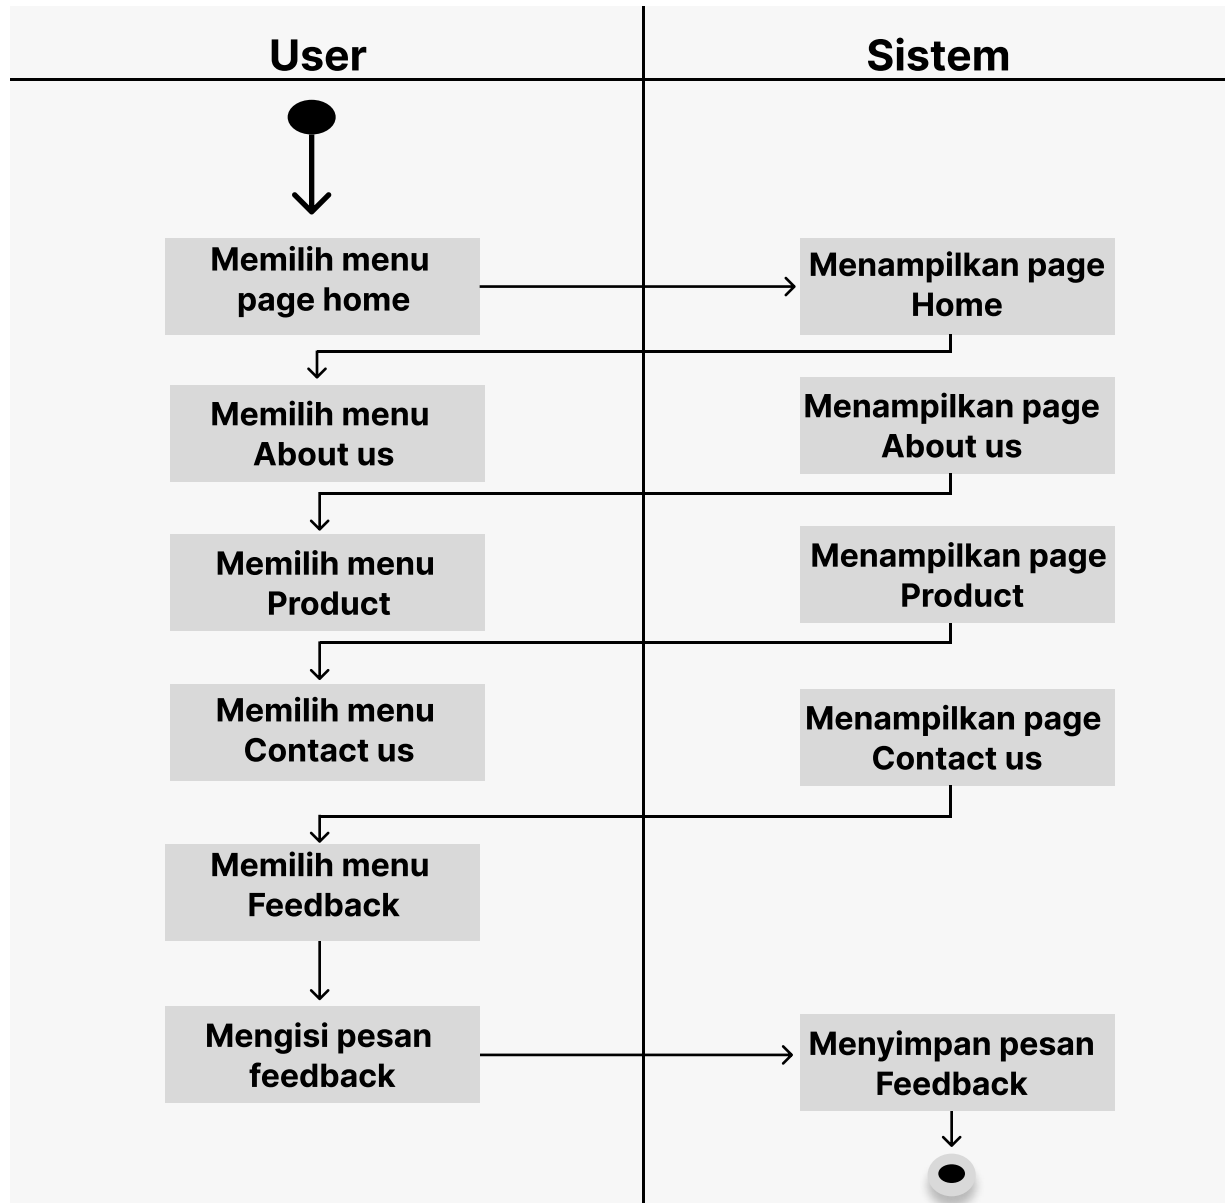 User
Sistem
Memilih menu
page home
Menampilkan page
Home
Memilih menu
About us
Menampilkan page
About us
Memilih menu
Product
Menampilkan page
Product
Memilih menu
Contact us
Menampilkan page
Contact us
Memilih menu
Feedback
Mengisi pesan
feedback
Menyimpan pesan
Feedback